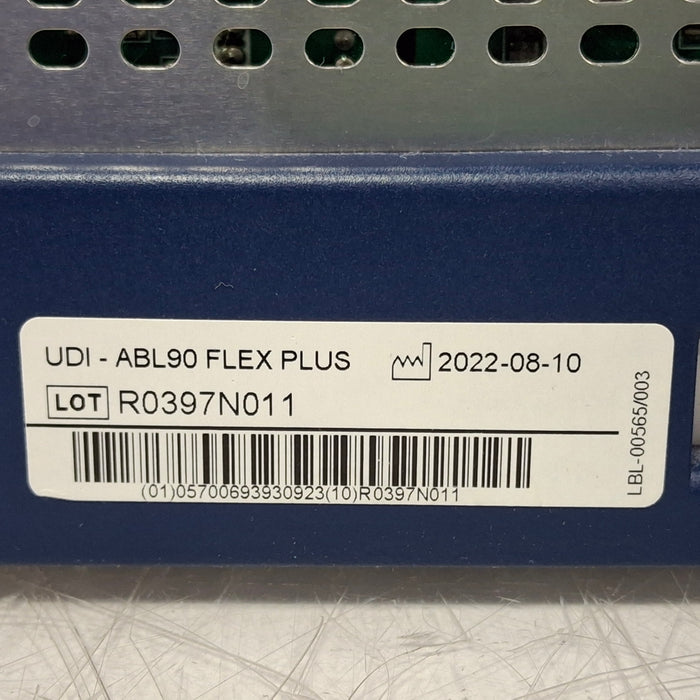 UDI - ABL90 FLEX PLUS 2022-08-10
LOT R0397N011
(01)05700693930923(10)R0397N011
LBL-00565/003